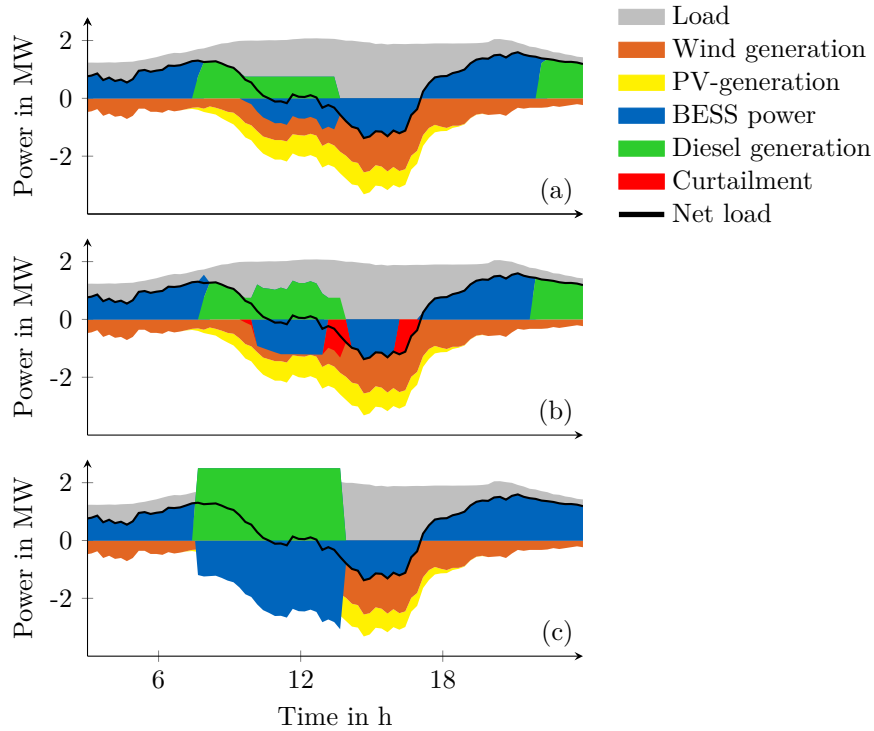 Power in MW
2
0
-2
(a)
Load
Wind generation
PV-generation
BESS power
Diesel generation
Curtailment
Net load
Power in MW
2
0
-2
(b)
Power in MW
2
0
-2
(c)
6
12
18
Time in h